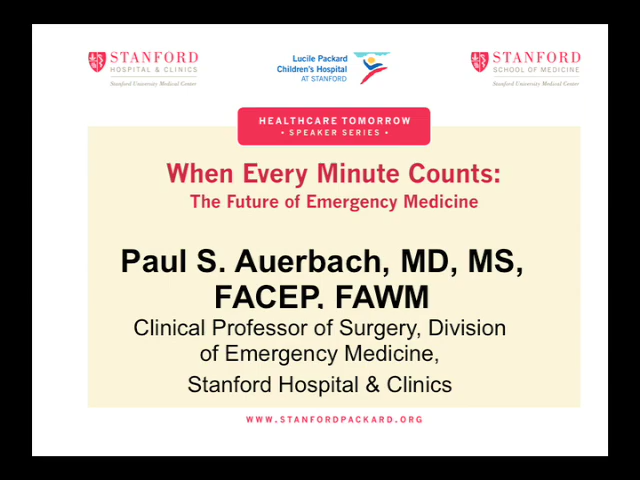 STANFORD
HOSPITAL & CLINICS
Stanford University Medical Center
Lucile Packard
Children's Hospital
AT STANFORD
STANFORD
SCHOOL OF MEDICINE
Stanford University Medical Center
HEALTHCARE TOMORROW
• SPEAKER SERIES •
When Every Minute Counts:
The Future of Emergency Medicine
Paul S. Auerbach, MD, MS,
FACEP, FAWM
Clinical Professor of Surgery, Division
of Emergency Medicine,
Stanford Hospital & Clinics
WWW.STANFORDPACKARD.ORG